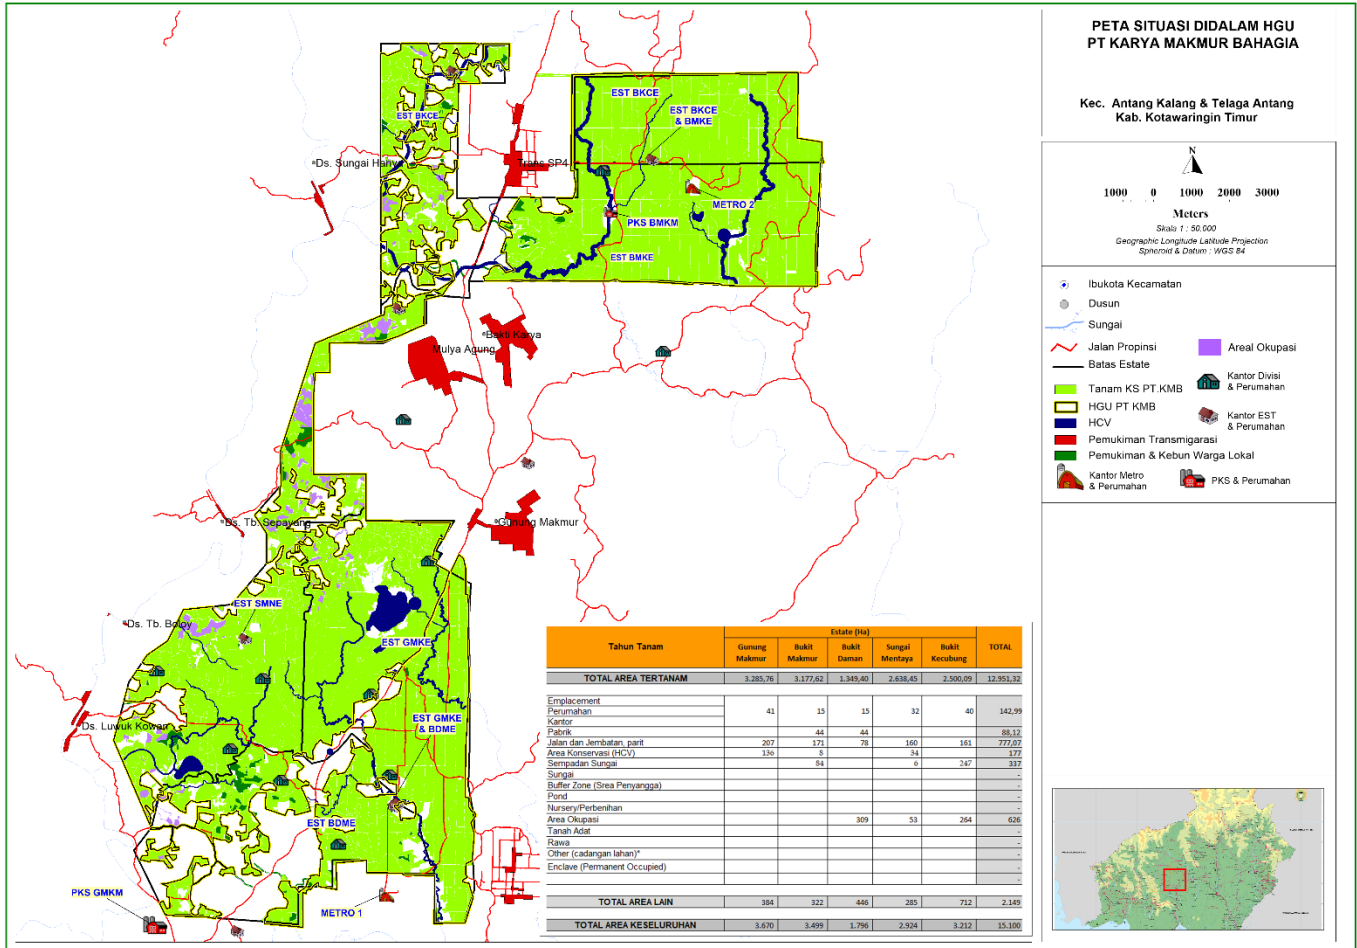 PETA SITUASI DIDALAM HGU
PT KARYA MAKMUR BAHAGIA
Kec. Antang Kalang & Telaga Antang
Kab. Kotawaringin Timur
N
1000 0 1000 2000 3000
Meters
Skala 1 : 50.000
Geographic Longitude Latitude Projection
Spheroid & Datum : WGS 84
Ibukota Kecamatan
Dusun
Sungai
Jalan Propinsi
Batas Estate
Tanam KS PT.KMB
HGU PT KMB
HCV
Pemukiman Transmigarasi
Pemukiman & Kebun Warga Lokal
Kantor Metro
& Perumahan
Areal Okupasi
Kantor Divisi
& Perumahan
Kantor EST
& Perumahan
PKS & Perumahan
EST BKCE
EST BKCE
EST BKCE
& BMKE
Ds. Sungai Hanya
Trans SP4
METRO 2
PKS BMKM
EST BMKE
Bakti Karya
Mulya Agung
Ds. Tb. Sepayang
Gunung Makmur
EST SMNE
Ds. Tb. Boloy
EST GMKE
EST GMKE
& BDME
Ds. Luwuk Kowan
EST BDME
PKS GMKM
METRO 1
Tahun Tanam Estate (Ha) TOTAL
Gunung Makmur Bukit Makmur Bukit Daman Sungai Mentaya Bukit Kecubung
TOTAL AREA TERTANAM 3.285,76 3.177,62 1.349,40 2.638,45 2.500,09 12.951,32
Emplacement
Perumahan 41 15 15 32 40 142,99
Kantor
Pabrik 44 44 88,12
Jalan dan Jembatan, parit 207 171 78 160 161 777,07
Area Konservasi (HCV) 136 8 34 177
Sempadan Sungai 84 6 247 337
Sungai -
Buffer Zone (Srea Penyangga) -
Pond -
Nursery/Perbenihan -
Area Okupasi 309 53 264 626
Tanah Adat -
Rawa -
Other (cadangan lahan)* -
Enclave (Permanent Occupied) -
-
TOTAL AREA LAIN 384 322 446 285 712 2.149
TOTAL AREA KESELURUHAN 3.670 3.499 1.796 2.924 3.212 15.100